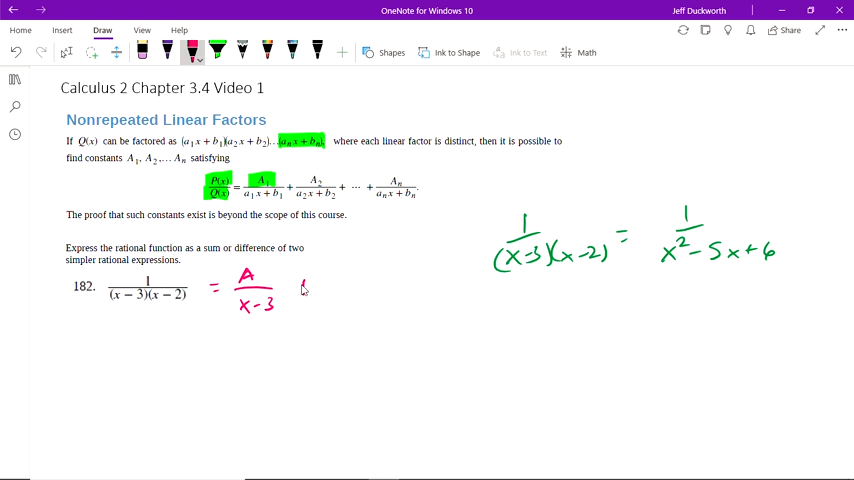 OneNote for Windows 10
Jeff Duckworth
Home Insert Draw View Help
Share
Shapes Ink to Shape Ink to Text Math
Calculus 2 Chapter 3.4 Video 1
Nonrepeated Linear Factors
If Q(x) can be factored as (a₁x + b₁)(a₂x + b₂)…(aₙx + bₙ), where each linear factor is distinct, then it is possible to
find constants A₁, A₂,… Aₙ satisfying
P(x)/Q(x) = A₁/(a₁x + b₁) + A₂/(a₂x + b₂) + ⋯ + Aₙ/(aₙx + bₙ).
The proof that such constants exist is beyond the scope of this course.
1/((x-3)(x-2)) = 1/(x² - 5x + 6)
Express the rational function as a sum or difference of two
simpler rational expressions.
182. 1/((x − 3)(x − 2)) = A/(x-3)